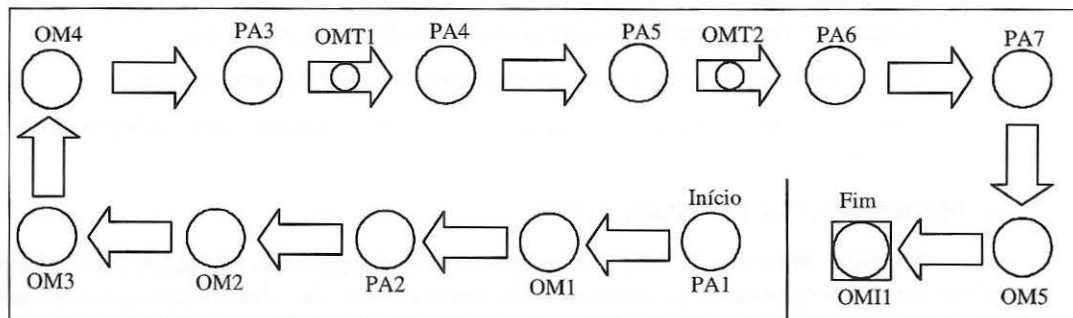 OM4 PA3 OMT1 PA4 PA5 OMT2 PA6 PA7
Início Fim
OM3 OM2 PA2 OM1 PA1 OMI1 OM5